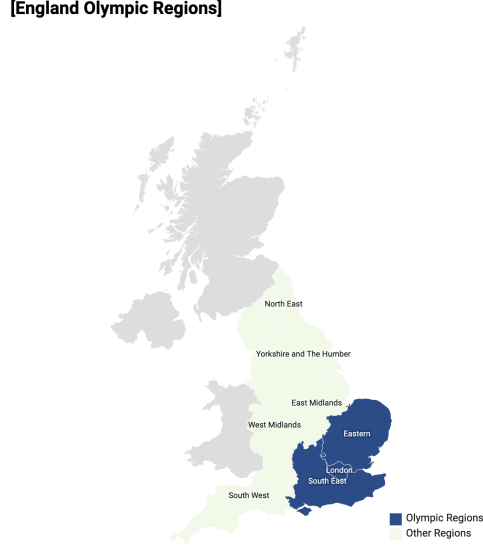 [England Olympic Regions]
North East
Yorkshire and The Humber
East Midlands
West Midlands
Eastern
London
South East
South West
Olympic Regions
Other Regions